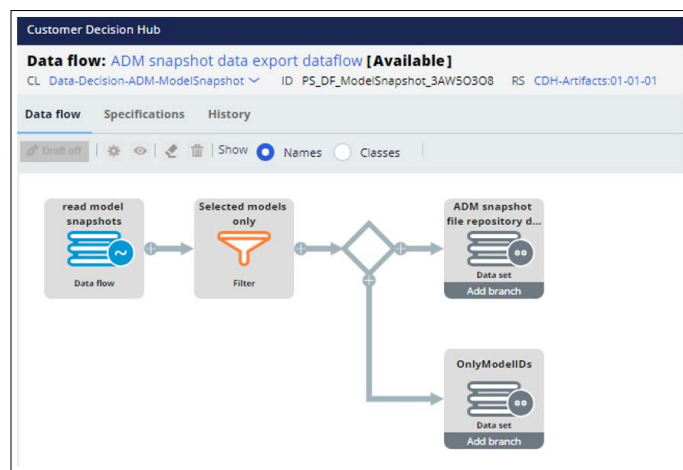 Customer Decision Hub
Data flow: ADM snapshot data export dataflow [Available]
CL Data-Decision-ADM-ModelSnapshot ID PS_DF_ModelSnapshot_3AW5O3O8 RS CDH-Artifacts:01-01-01
Data flow Specifications History
Draft off Show Names Classes
read model
snapshots
Data flow
Selected models
only
Filter
ADM snapshot
file repository d...
Data set
Add branch
OnlyModelIDs
Data set
Add branch